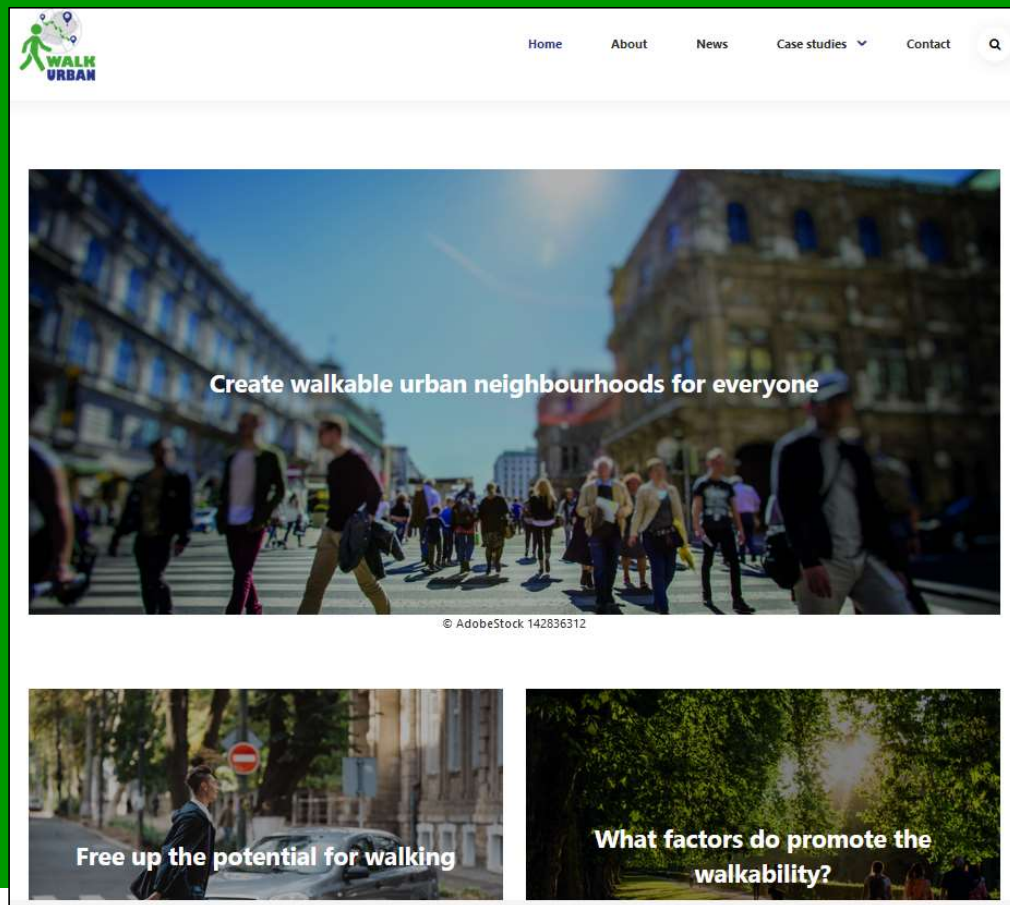 WALK
URBAN
Home About News Case studies Contact
Create walkable urban neighbourhoods for everyone
© AdobeStock 142836312
Free up the potential for walking
What factors do promote the
walkability?